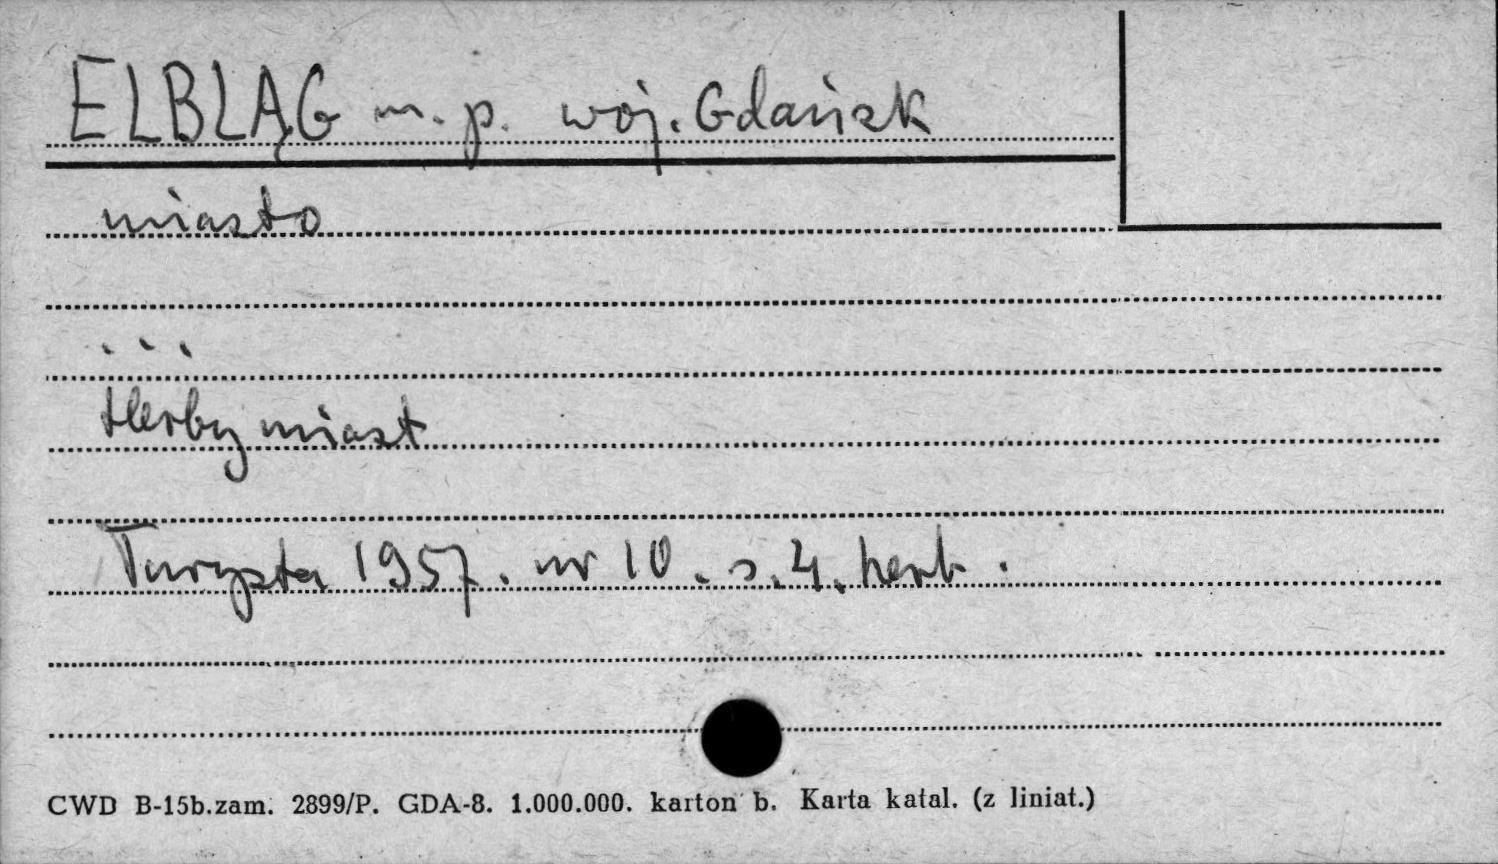 ELBLĄG m. p. woj. Gdańsk
miasto
...
Herby miast
Turysta 1957. nr 10. s. 4. herb.
CWD B-15b.zam. 2899/P. GDA-8. 1.000.000. karton b. Karta katal. (z liniat.)